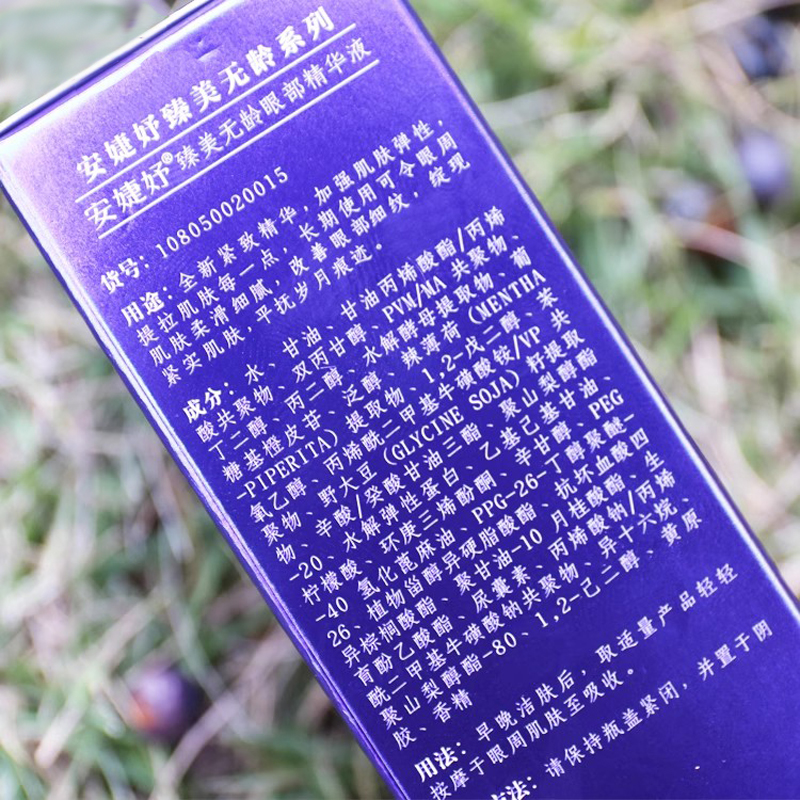 安婕妤臻美无龄系列
安婕妤®臻美无龄眼部精华液
货号：108050020015
用途：全新紧致精华，加强肌肤弹性，
提拉肌肤每一点，长期使用可令眼周
肌肤柔滑细腻，改善眼部细纹，绽现
紧实肌肤，平抚岁月痕迹。
成分：水、甘油、甘油丙烯酸酯/丙烯
酸共聚物、双丙甘醇、PVM/MA 共聚物、
丁二醇、丙二醇、水解酵母提取物、葡
糖基橙皮苷、泛醇、辣薄荷（MENTHA
-PIPERITA）提取物、1,2-戊二醇、苯
氧乙醇、丙烯酰二甲基牛磺酸铵/VP 共
聚物、野大豆（GLYCINE SOJA）籽提取
物、辛酸/癸酸甘油三酯、聚山梨醇酯
-20、水解弹性蛋白、乙基己基甘油、
柠檬酸、环庚三烯酚酮、辛甘醇、PEG
-40 氢化蓖麻油、PPG-26-丁醇聚醚-
26、植物甾醇异硬脂酸酯、抗坏血酸四
异棕榈酸酯、聚甘油-10 月桂酸酯、生
育酚乙酸酯、尿囊素、丙烯酸钠/丙烯
酰二甲基牛磺酸钠共聚物、异十六烷、
聚山梨醇酯-80、1,2-己二醇、黄原
胶、香精
用法：早晚洁肤后，取适量产品轻轻
按摩于眼周肌肤至吸收。
方法：请保持瓶盖紧闭，并置于阴